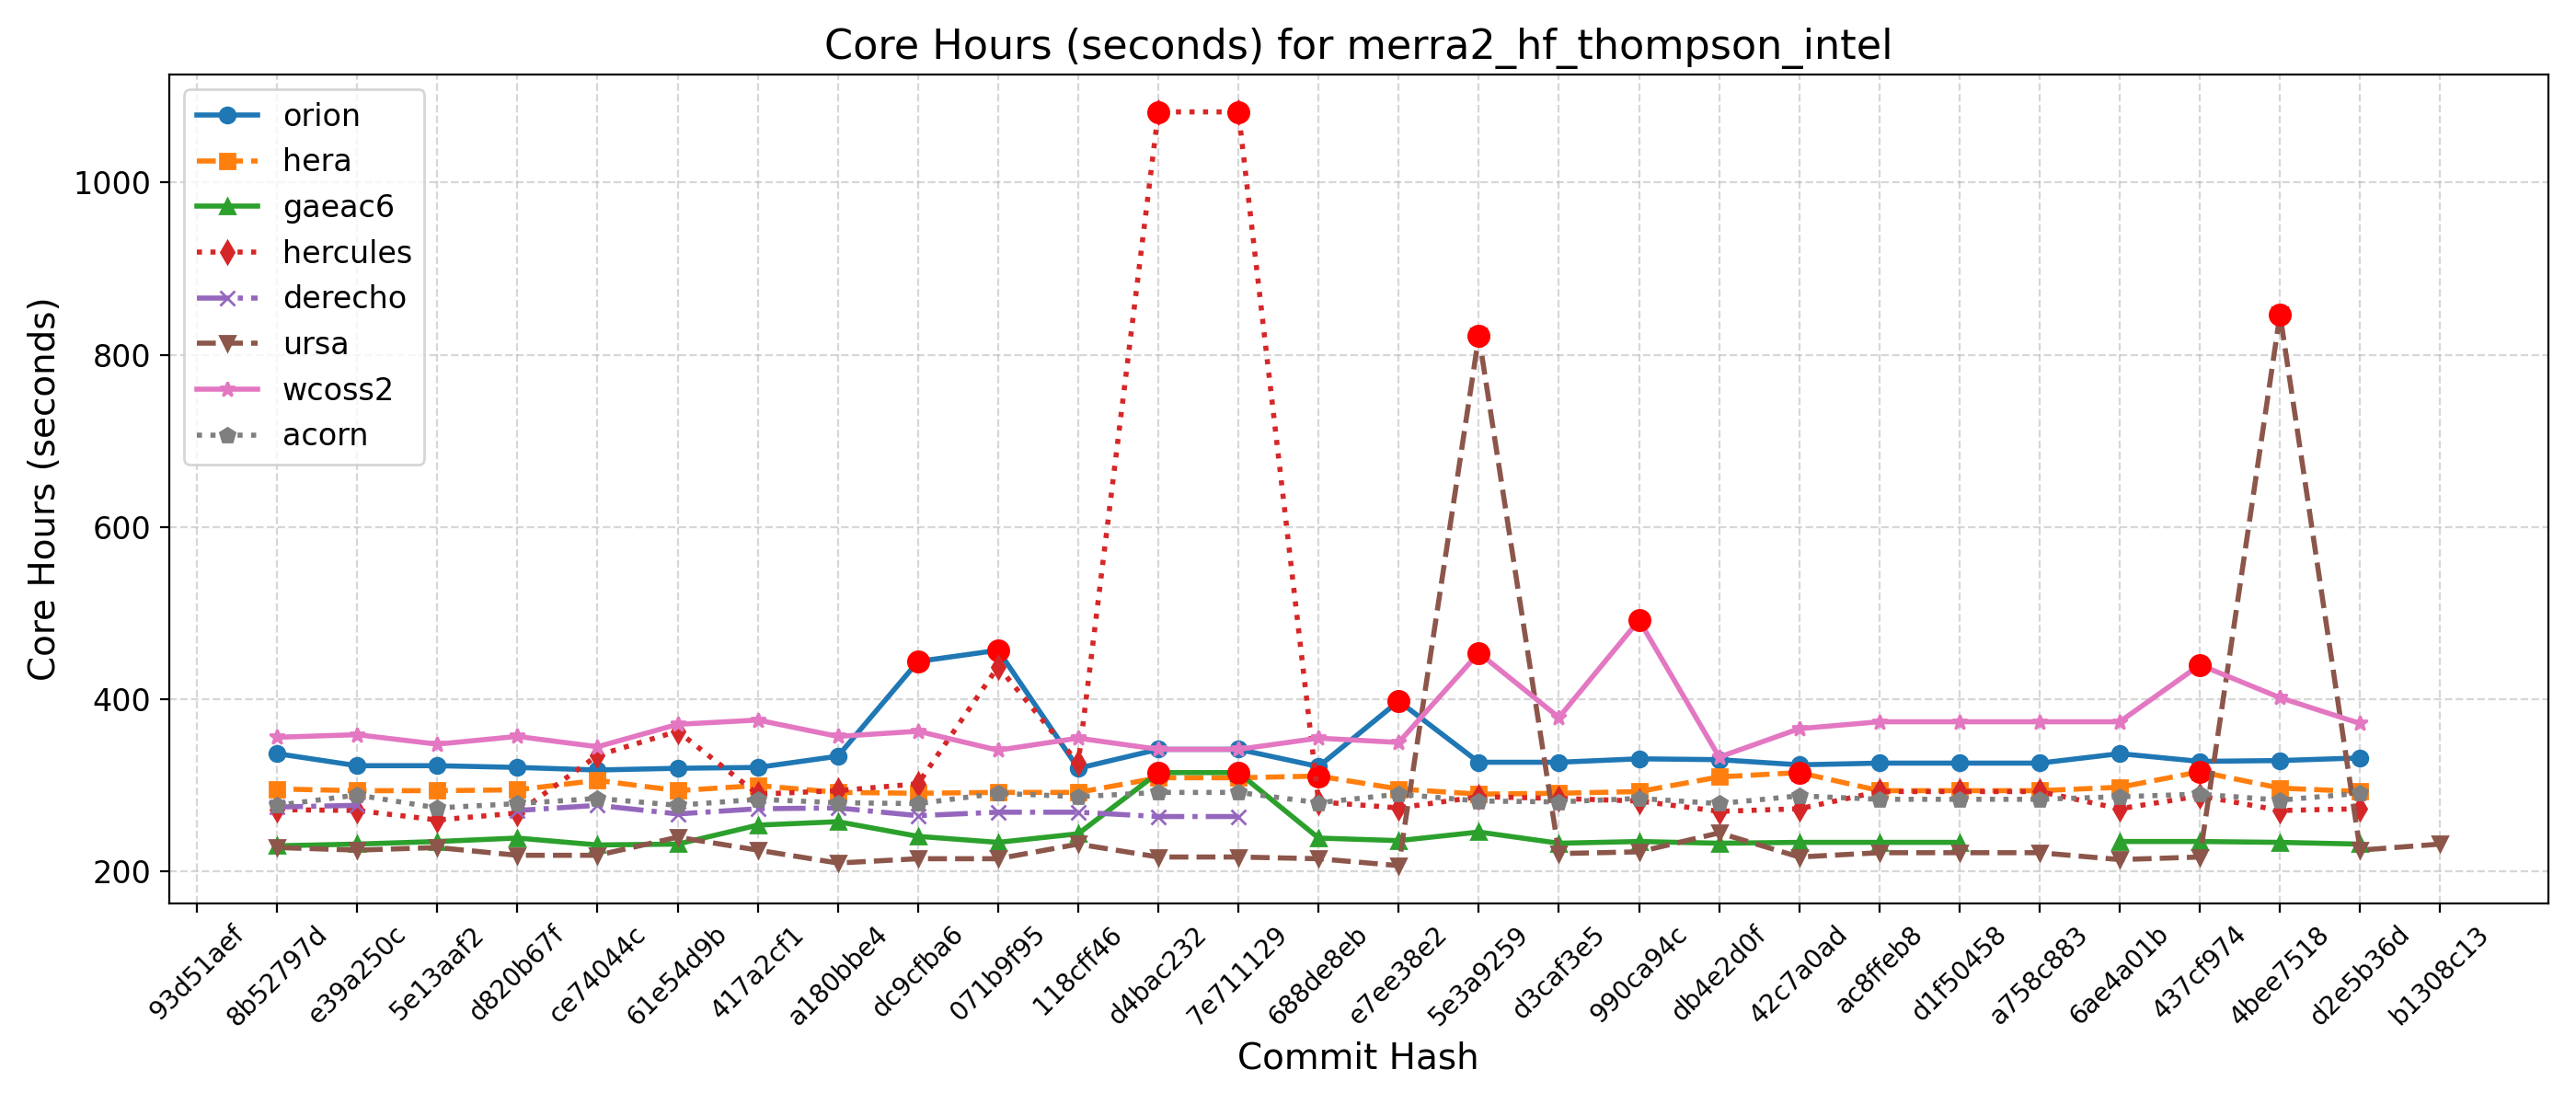 Core Hours (seconds) for merra2_hf_thompson_intel
orion
hera
gaeac6
hercules
derecho
ursa
wcoss2
acorn
Core Hours (seconds)
1000
800
600
400
200
93d51aef
8b52797d
e39a250c
5e13aaf2
d820b67f
ce74044c
61e54d9b
417a2cf1
a180bbe4
dc9cfba6
071b9f95
118cff46
d4bac232
7e711129
688de8eb
e7ee38e2
5e3a9259
d3caf3e5
990ca94c
db4e2d0f
42c7a0ad
ac8ffeb8
d1f50458
a758c883
6ae4a01b
437cf974
4bee7518
d2e5b36d
b1308c13
Commit Hash